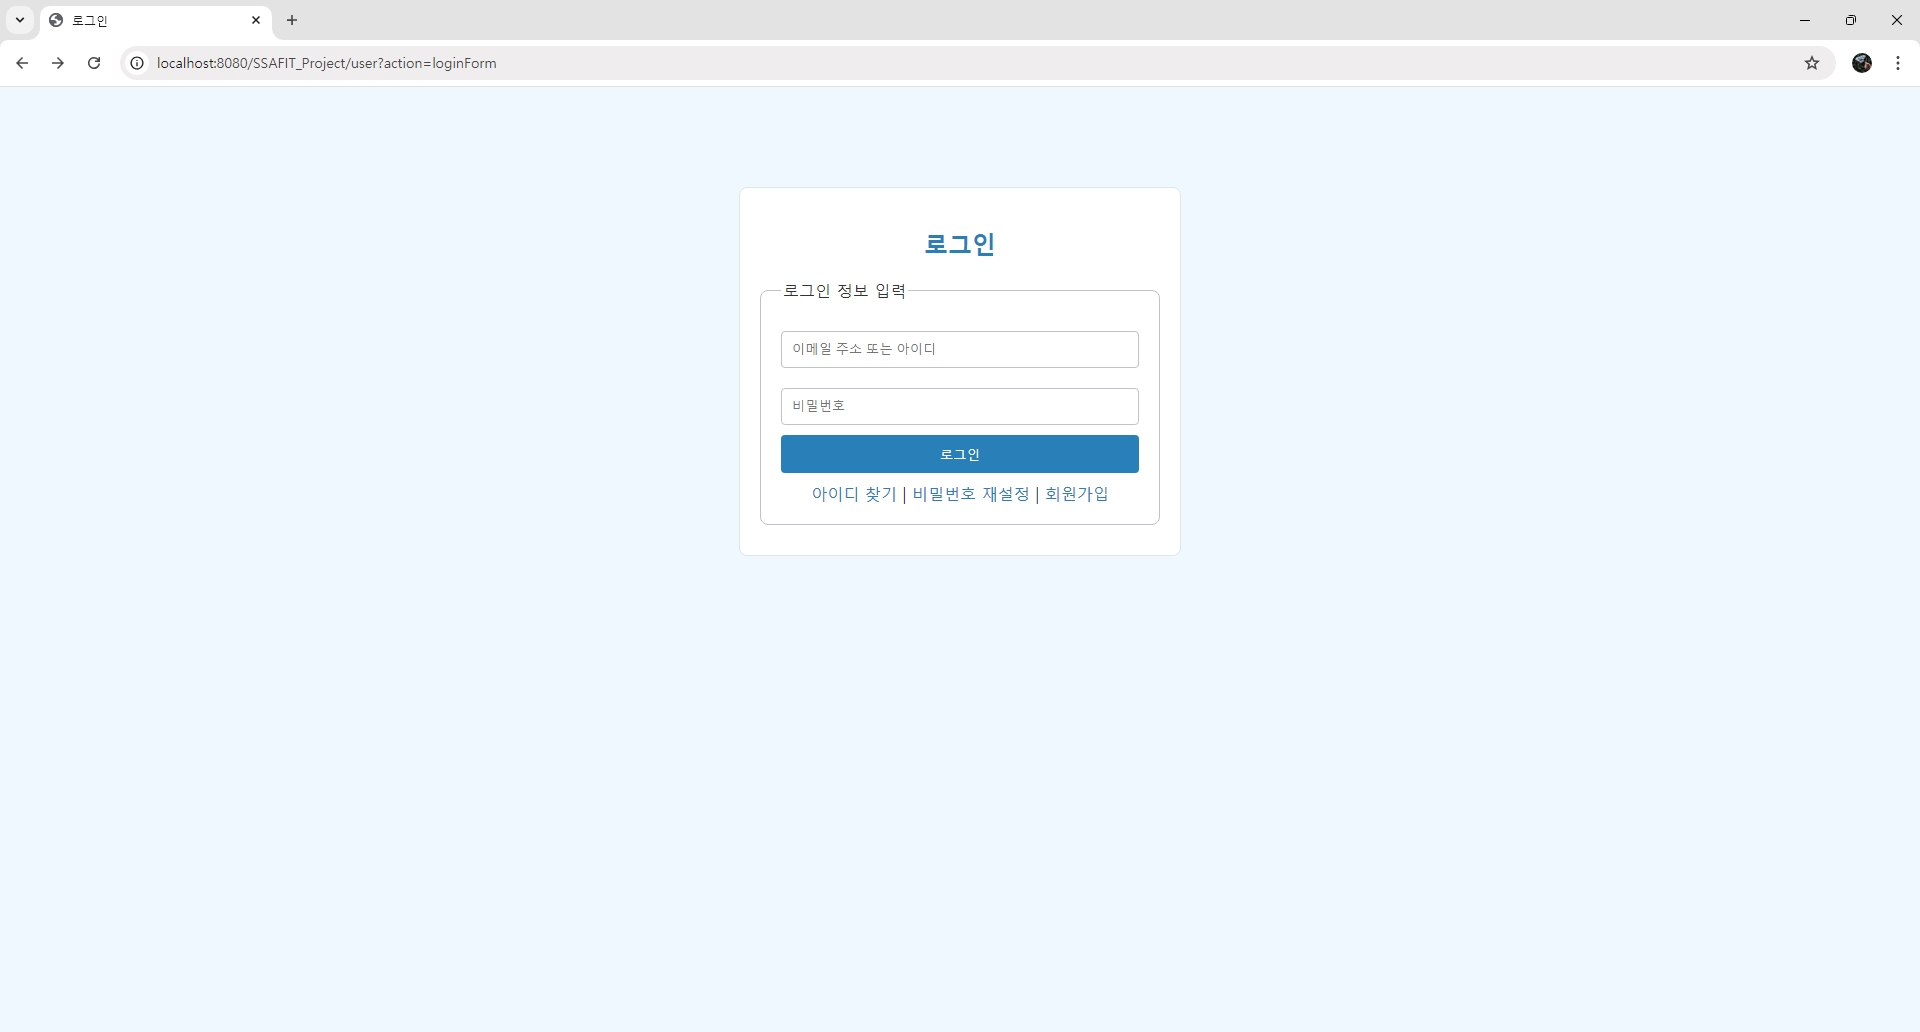 로그인
localhost:8080/SSAFIT_Project/user?action=loginForm
로그인
로그인 정보 입력
이메일 주소 또는 아이디
비밀번호
로그인
아이디 찾기 | 비밀번호 재설정 | 회원가입